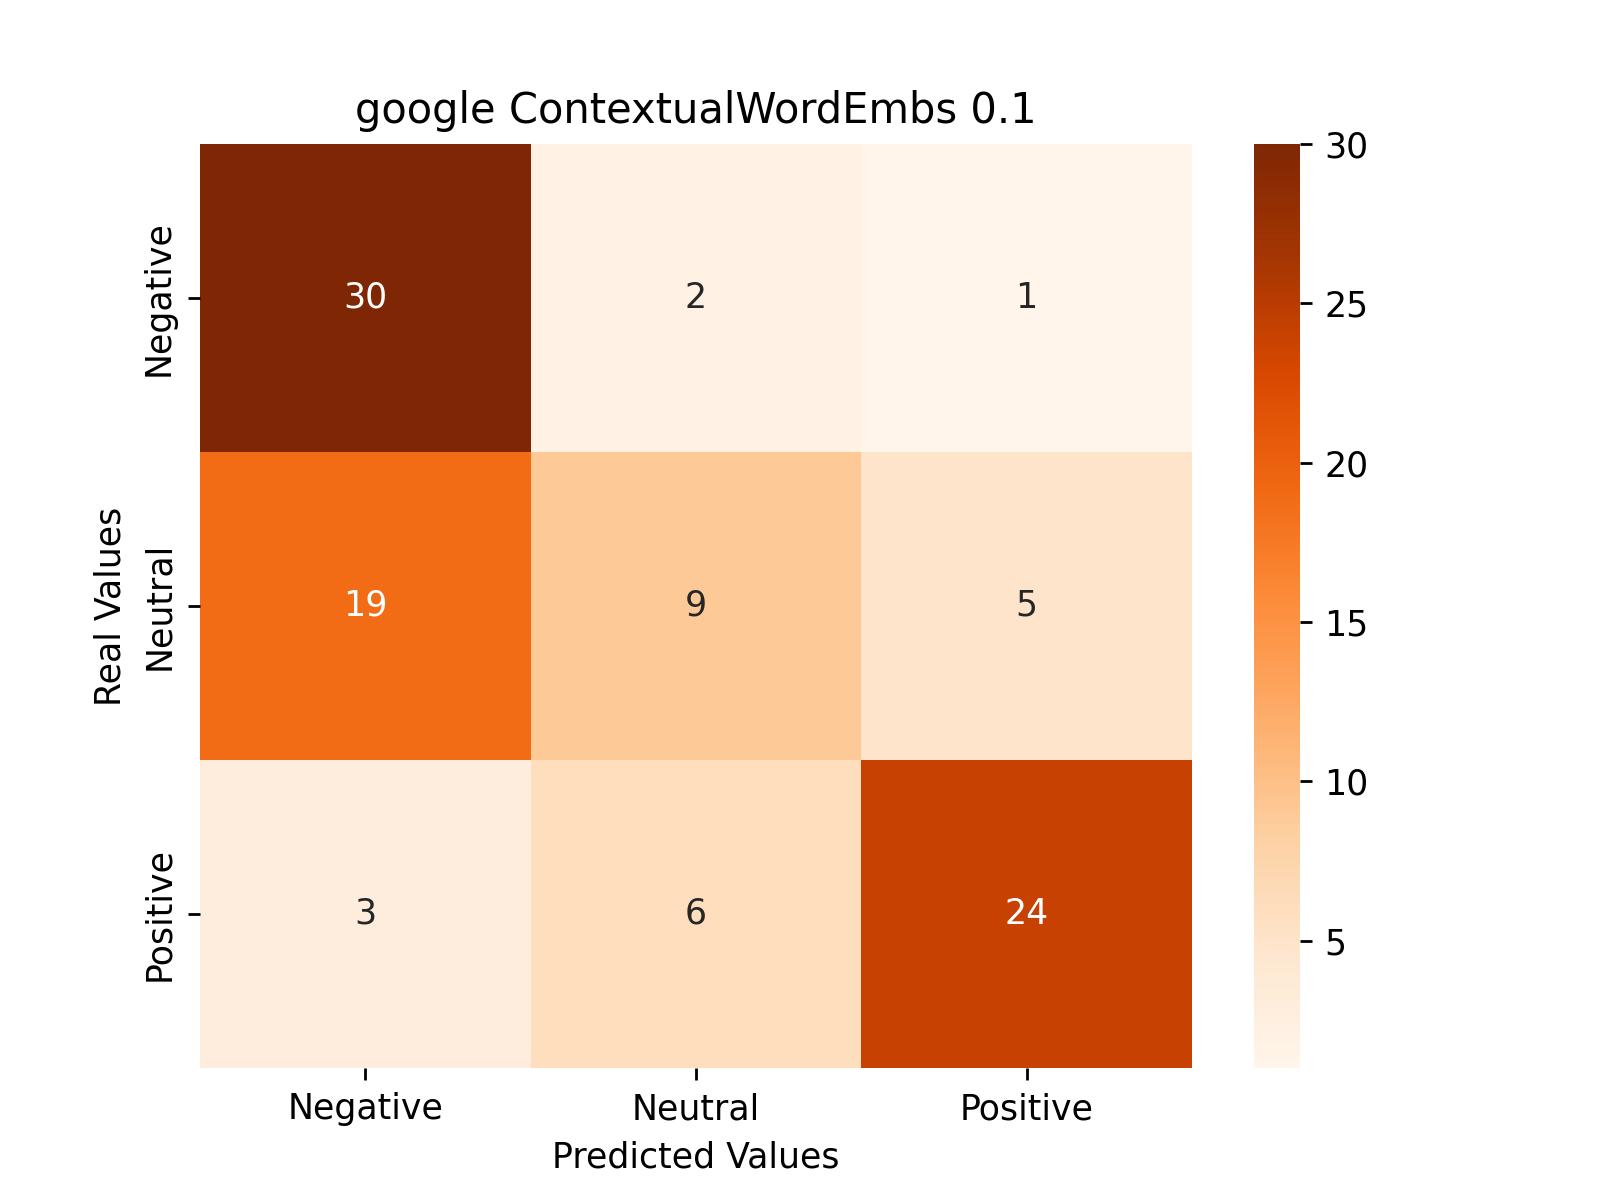 google ContextualWordEmbs 0.1
Real Values
Negative
30 2 1
Neutral
19 9 5
Positive
3 6 24
Negative Neutral Positive
Predicted Values
30
25
20
15
10
5